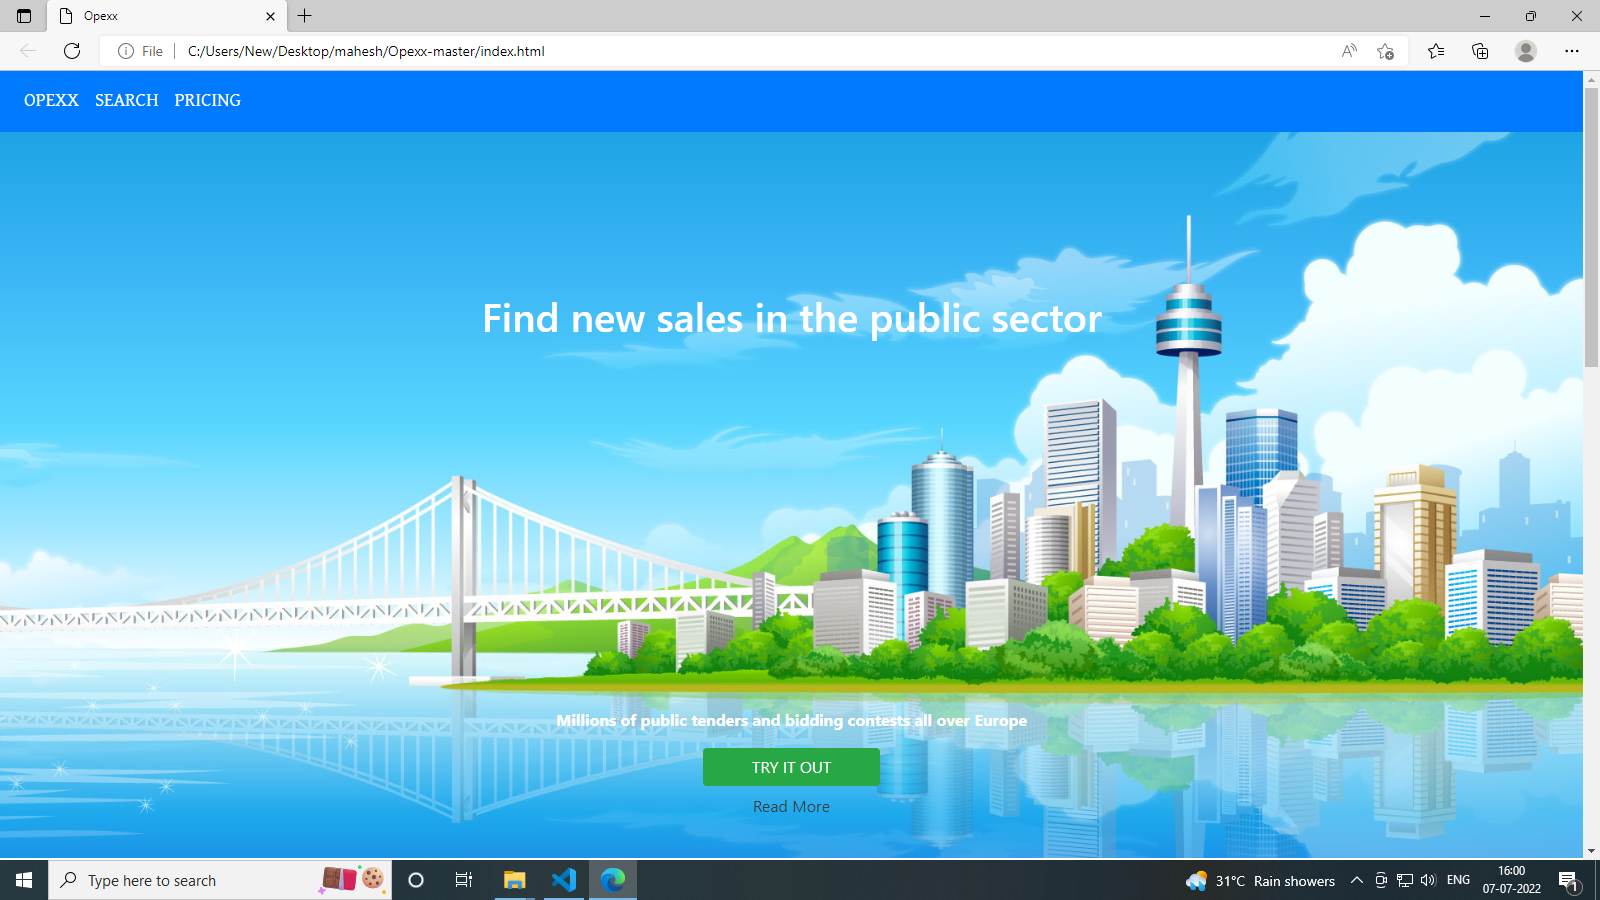 Opexx
File
C:/Users/New/Desktop/mahesh/Opexx-master/index.html
OPEXX SEARCH PRICING
Find new sales in the public sector
Millions of public tenders and bidding contests all over Europe
TRY IT OUT
Read More
Type here to search
31°C Rain showers
ENG
16:00
07-07-2022
1